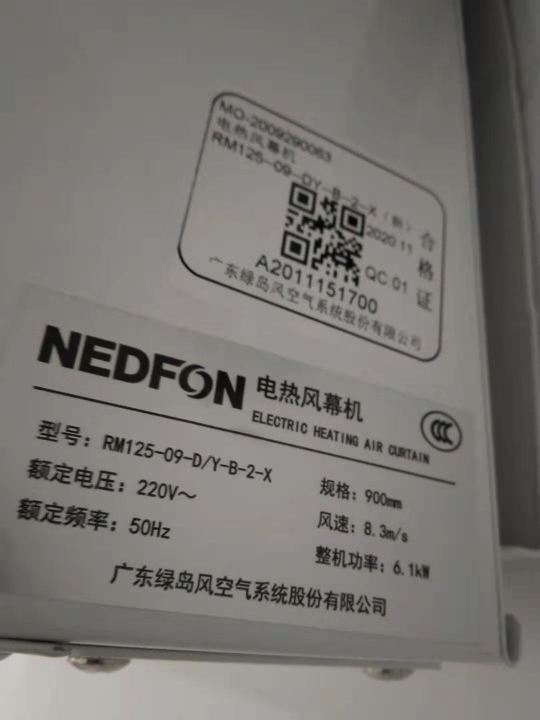 MO-2009290063
电热风幕机
RM125-09-DY-B-2-X（新）
2020.11
QC:01
合格证
A2011151700
广东绿岛风空气系统股份有限公司
NEDFON 电热风幕机
ELECTRIC HEATING AIR CURTAIN
型号：RM125-09-D/Y-B-2-X 规格：900mm
额定电压：220V～ 风速：8.3m/s
额定频率：50Hz 整机功率：6.1kW
广东绿岛风空气系统股份有限公司